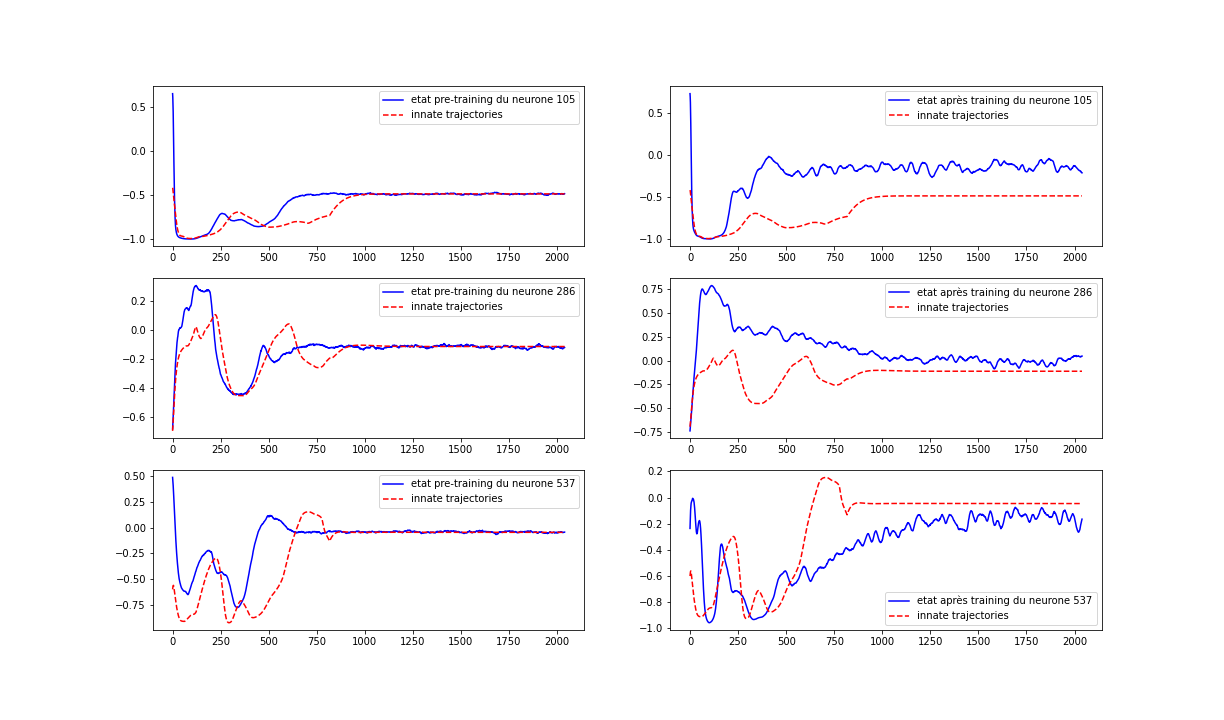 etat pre-training du neurone 105
innate trajectories
0.5
0.0
−0.5
−1.0
0 250 500 750 1000 1250 1500 1750 2000
etat après training du neurone 105
innate trajectories
0.5
0.0
−0.5
−1.0
0 250 500 750 1000 1250 1500 1750 2000
etat pre-training du neurone 286
innate trajectories
0.2
0.0
−0.2
−0.4
−0.6
0 250 500 750 1000 1250 1500 1750 2000
etat après training du neurone 286
innate trajectories
0.75
0.50
0.25
0.00
−0.25
−0.50
−0.75
0 250 500 750 1000 1250 1500 1750 2000
etat pre-training du neurone 537
innate trajectories
0.50
0.25
0.00
−0.25
−0.50
−0.75
0 250 500 750 1000 1250 1500 1750 2000
0.2
0.0
−0.2
−0.4
−0.6
−0.8
−1.0
etat après training du neurone 537
innate trajectories
0 250 500 750 1000 1250 1500 1750 2000